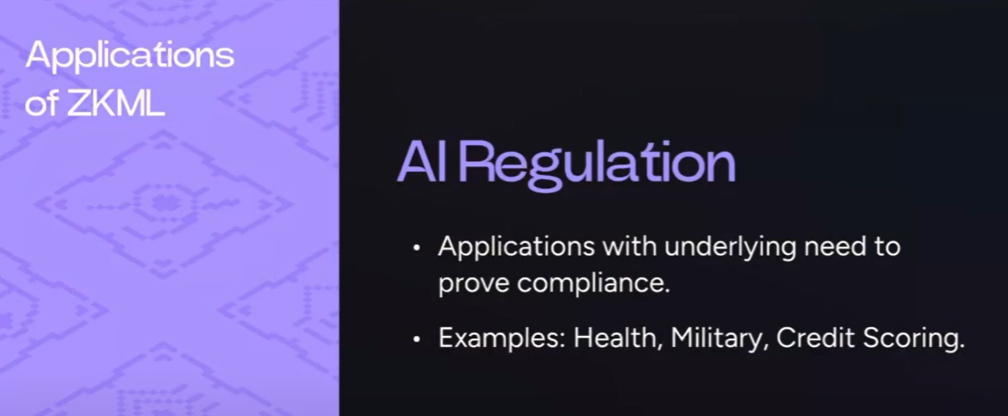 Applications
of ZKML
AI Regulation
• Applications with underlying need to
prove compliance.
• Examples: Health, Military, Credit Scoring.